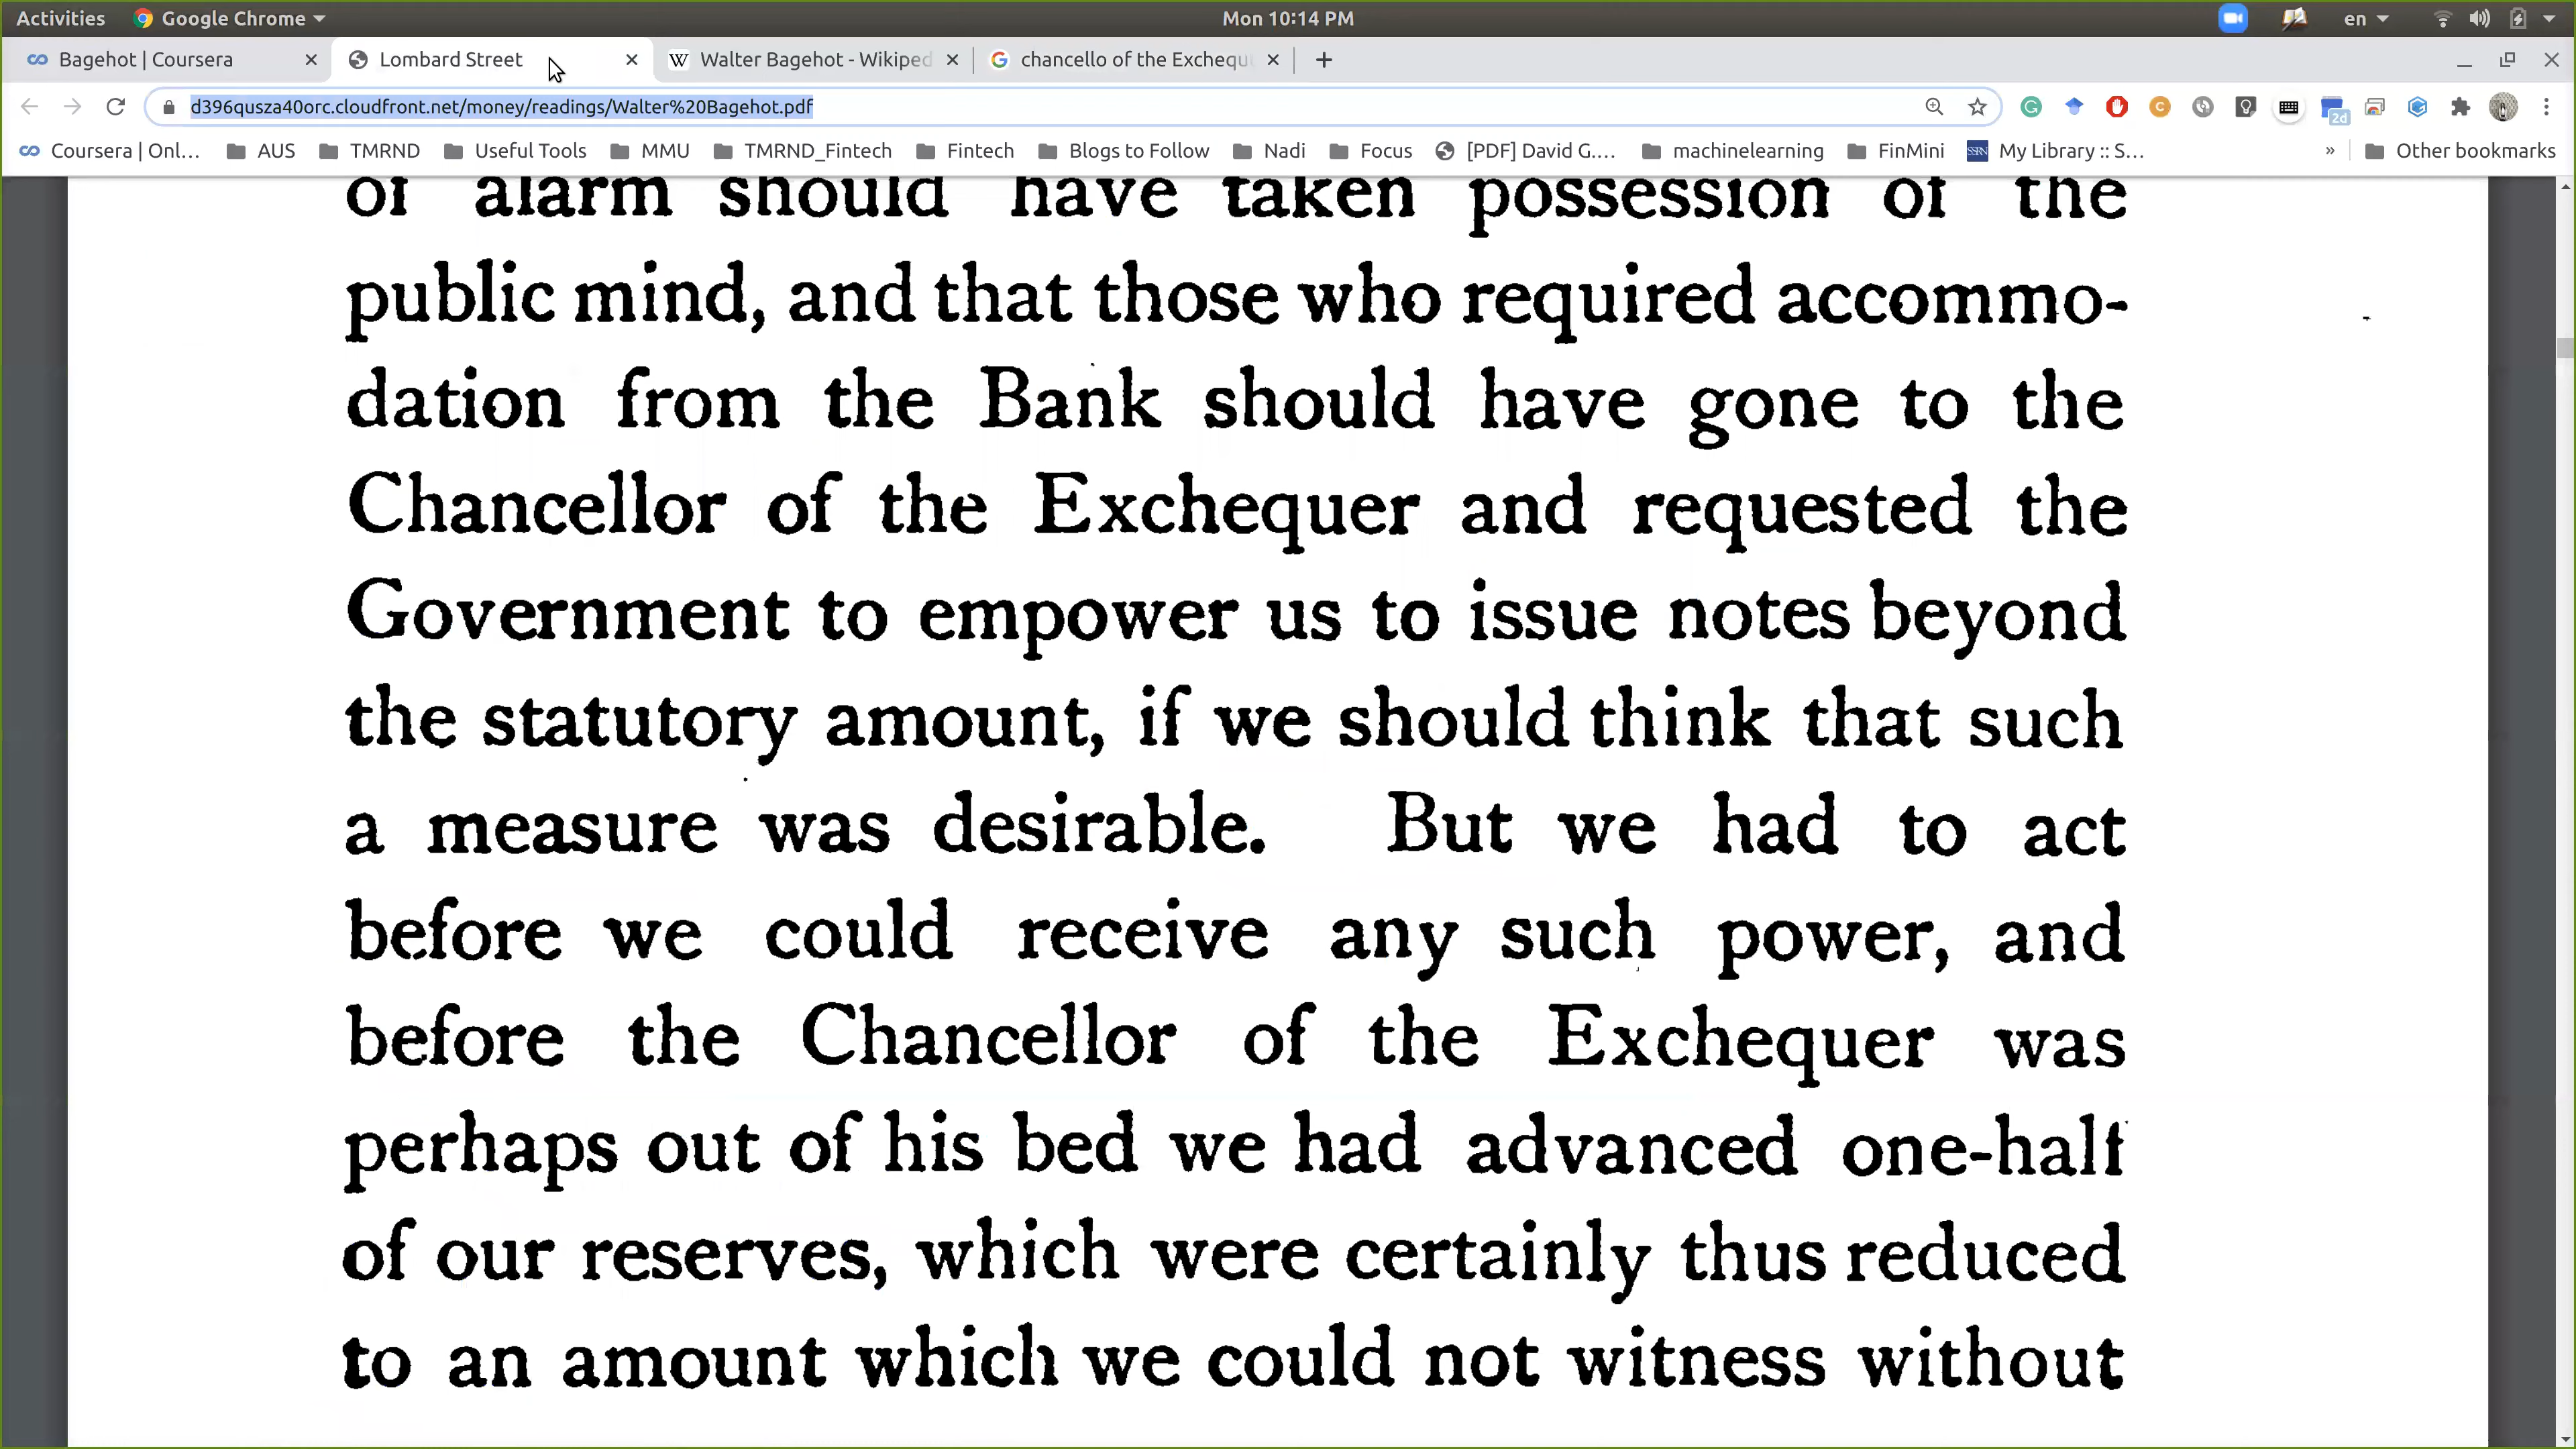 Activities Google Chrome Mon 10:14 PM en
Bagehot | Coursera Lombard Street Walter Bagehot - Wikiped chancello of the Exchequ
d396qusza40orc.cloudfront.net/money/readings/Walter%20Bagehot.pdf 2d
Coursera | Onl... AUS TMRND Useful Tools MMU TMRND_Fintech Fintech Blogs to Follow Nadi Focus [PDF] David G.... machinelearning FinMini SSRN My Library :: S... » Other bookmarks
of alarm should have taken possession of the
public mind, and that those who required accommo-
dation from the Bank should have gone to the
Chancellor of the Exchequer and requested the
Government to empower us to issue notes beyond
the statutory amount, if we should think that such
a measure was desirable. But we had to act
before we could receive any such power, and
before the Chancellor of the Exchequer was
perhaps out of his bed we had advanced one-half
of our reserves, which were certainly thus reduced
to an amount which we could not witness without